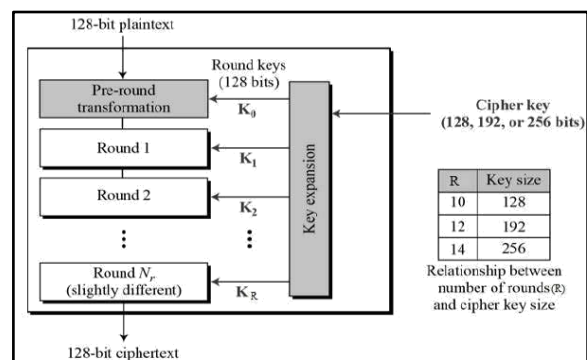 128-bit plaintext
Round keys
(128 bits)
Pre-round
transformation
K0
Cipher key
(128, 192, or 256 bits)
Round 1
K1
Round 2
K2
Key expansion
Round Nr
(slightly different)
KR
128-bit ciphertext
R Key size
10 128
12 192
14 256
Relationship between
number of rounds(R)
and cipher key size